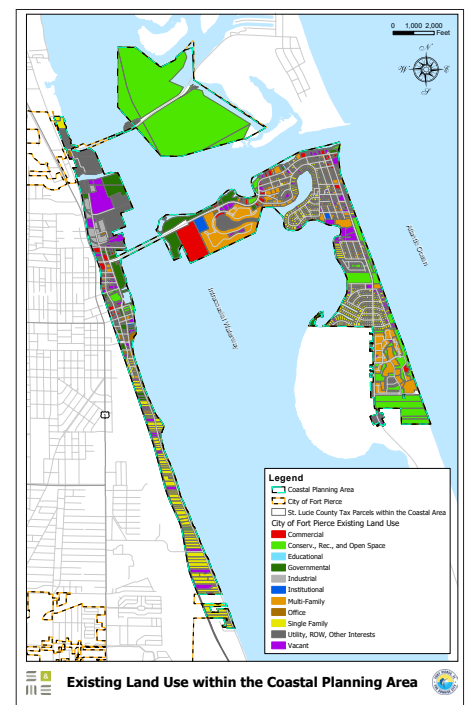 0 1,000 2,000
Feet
N
W E
S
Atlantic Ocean
Intracoastal Waterway
Legend
Coastal Planning Area
City of Fort Pierce
St. Lucie County Tax Parcels within the Coastal Area
City of Fort Pierce Existing Land Use
Commercial
Conserv., Rec., and Open Space
Educational
Governmental
Industrial
Institutional
Multi-Family
Office
Single Family
Utility, ROW, Other Interests
Vacant
Existing Land Use within the Coastal Planning Area